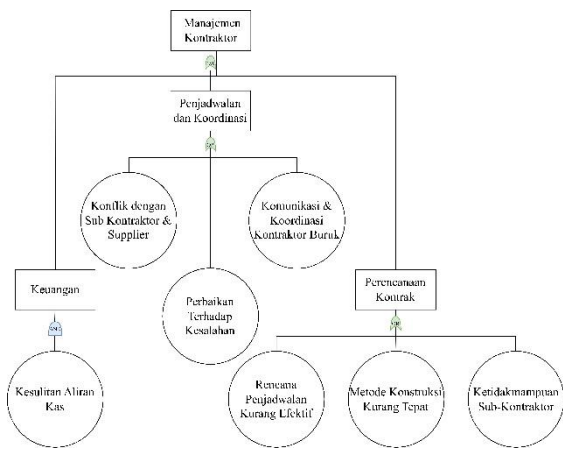 Manajemen
Kontraktor
Penjadwalan
dan Koordinasi
Konflik dengan
Sub Kontraktor &
Supplier
Komunikasi &
Koordinasi
Kontraktor Buruk
Keuangan
Perbaikan
Terhadap
Kesalahan
Perencanaan
Kontrak
OR
Kesulitan Aliran
Kas
Rencana
Penjadwalan
Kurang Efektif
Metode Konstruksi
Kurang Tepat
Ketidakmampuan
Sub-Kontraktor